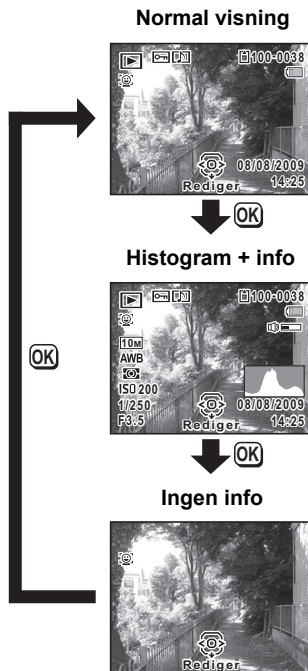 Normal visning
100-0038
08/08/2009
14:25
Rediger
OK
Histogram + info
100-0038
10M
AWB
ISO 200
1/250
F3.5
08/08/2009
14:25
Rediger
OK
OK
Ingen info
Rediger